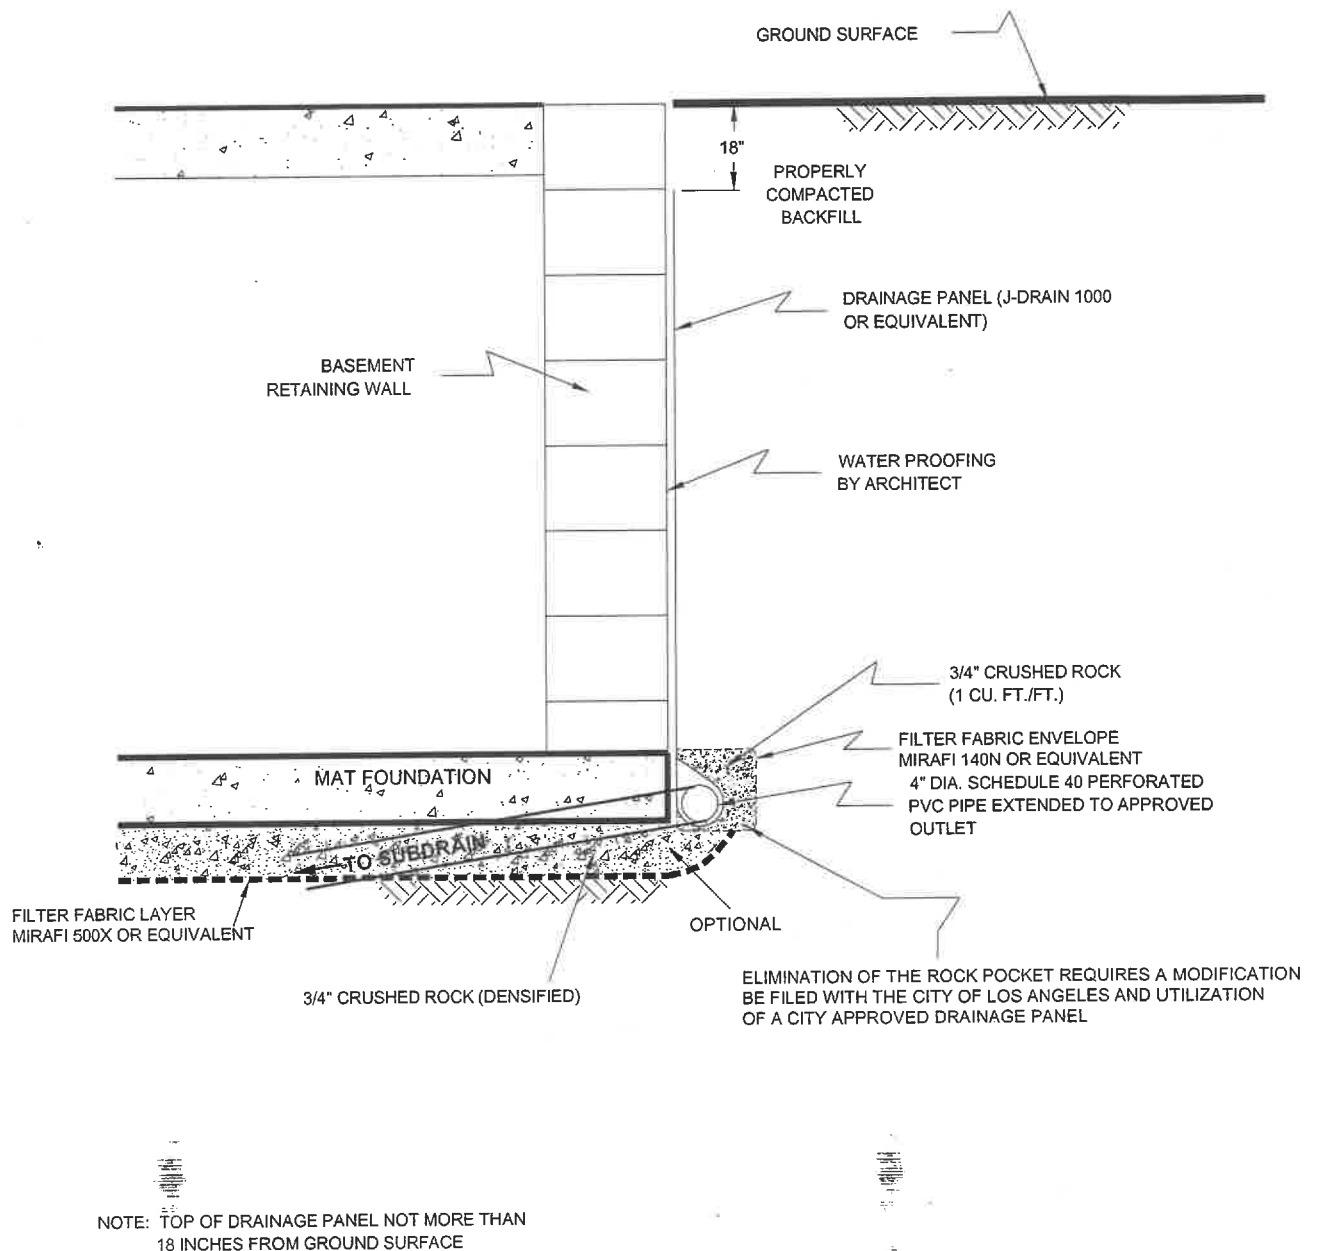 GROUND SURFACE
18"
PROPERLY
COMPACTED
BACKFILL
DRAINAGE PANEL (J-DRAIN 1000
OR EQUIVALENT)
BASEMENT
RETAINING WALL
WATER PROOFING
BY ARCHITECT
3/4" CRUSHED ROCK
(1 CU. FT./FT.)
FILTER FABRIC ENVELOPE
MIRAFI 140N OR EQUIVALENT
4" DIA. SCHEDULE 40 PERFORATED
PVC PIPE EXTENDED TO APPROVED
OUTLET
MAT FOUNDATION
TO SUBDRAIN
FILTER FABRIC LAYER
MIRAFI 500X OR EQUIVALENT
OPTIONAL
3/4" CRUSHED ROCK (DENSIFIED)
ELIMINATION OF THE ROCK POCKET REQUIRES A MODIFICATION
BE FILED WITH THE CITY OF LOS ANGELES AND UTILIZATION
OF A CITY APPROVED DRAINAGE PANEL
NOTE: TOP OF DRAINAGE PANEL NOT MORE THAN
18 INCHES FROM GROUND SURFACE